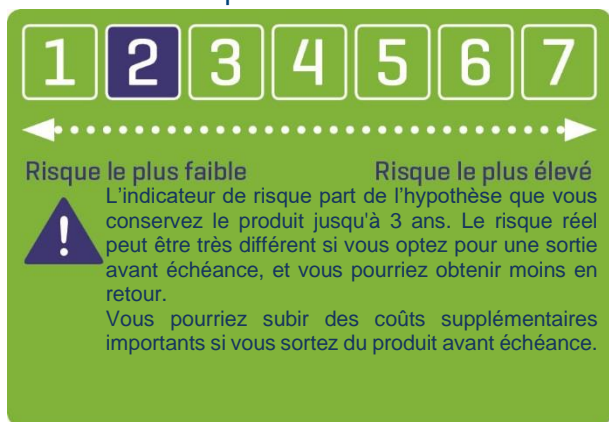 1 2 3 4 5 6 7
Risque le plus faible Risque le plus élevé
L'indicateur de risque part de l'hypothèse que vous
conservez le produit jusqu'à 3 ans. Le risque réel
peut être très différent si vous optez pour une sortie
avant échéance, et vous pourriez obtenir moins en
retour.
Vous pourriez subir des coûts supplémentaires
importants si vous sortez du produit avant échéance.